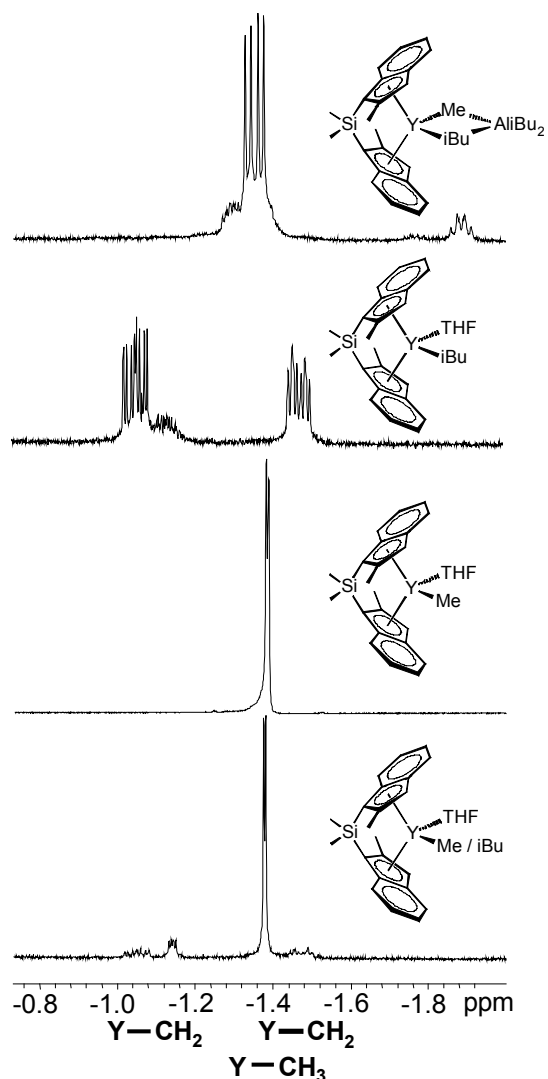 Si
Y
Me
iBu
AliBu2
Si
Y
THF
iBu
Si
Y
THF
Me
Si
Y
THF
Me / iBu
-0.8 -1.0 -1.2 -1.4 -1.6 -1.8 ppm
Y—CH2 Y—CH2
Y—CH3